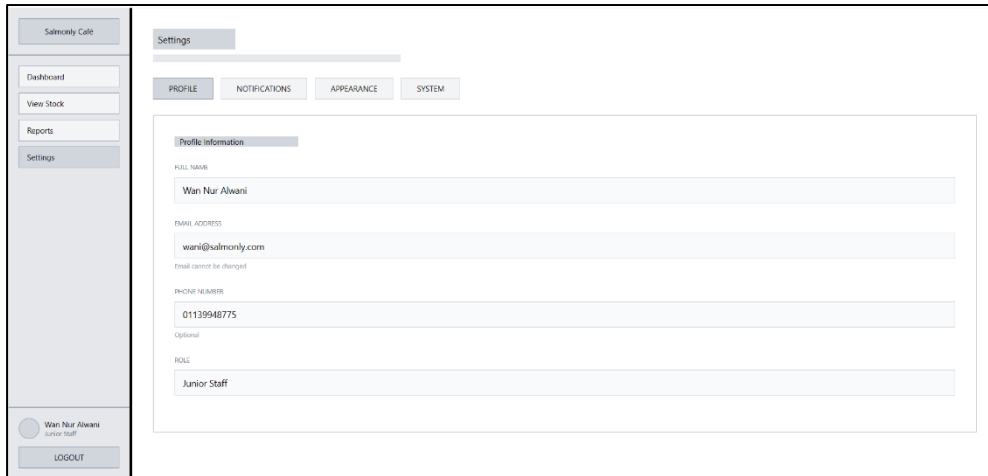 Salmonly Café
Dashboard
View Stock
Reports
Settings
Wan Nur Alwani
Junior Staff
LOGOUT
Settings
PROFILE
NOTIFICATIONS
APPEARANCE
SYSTEM
Profile Information
FULL NAME
Wan Nur Alwani
EMAIL ADDRESS
wani@salmonly.com
Email cannot be changed
PHONE NUMBER
01139948775
Optional
ROLE
Junior Staff